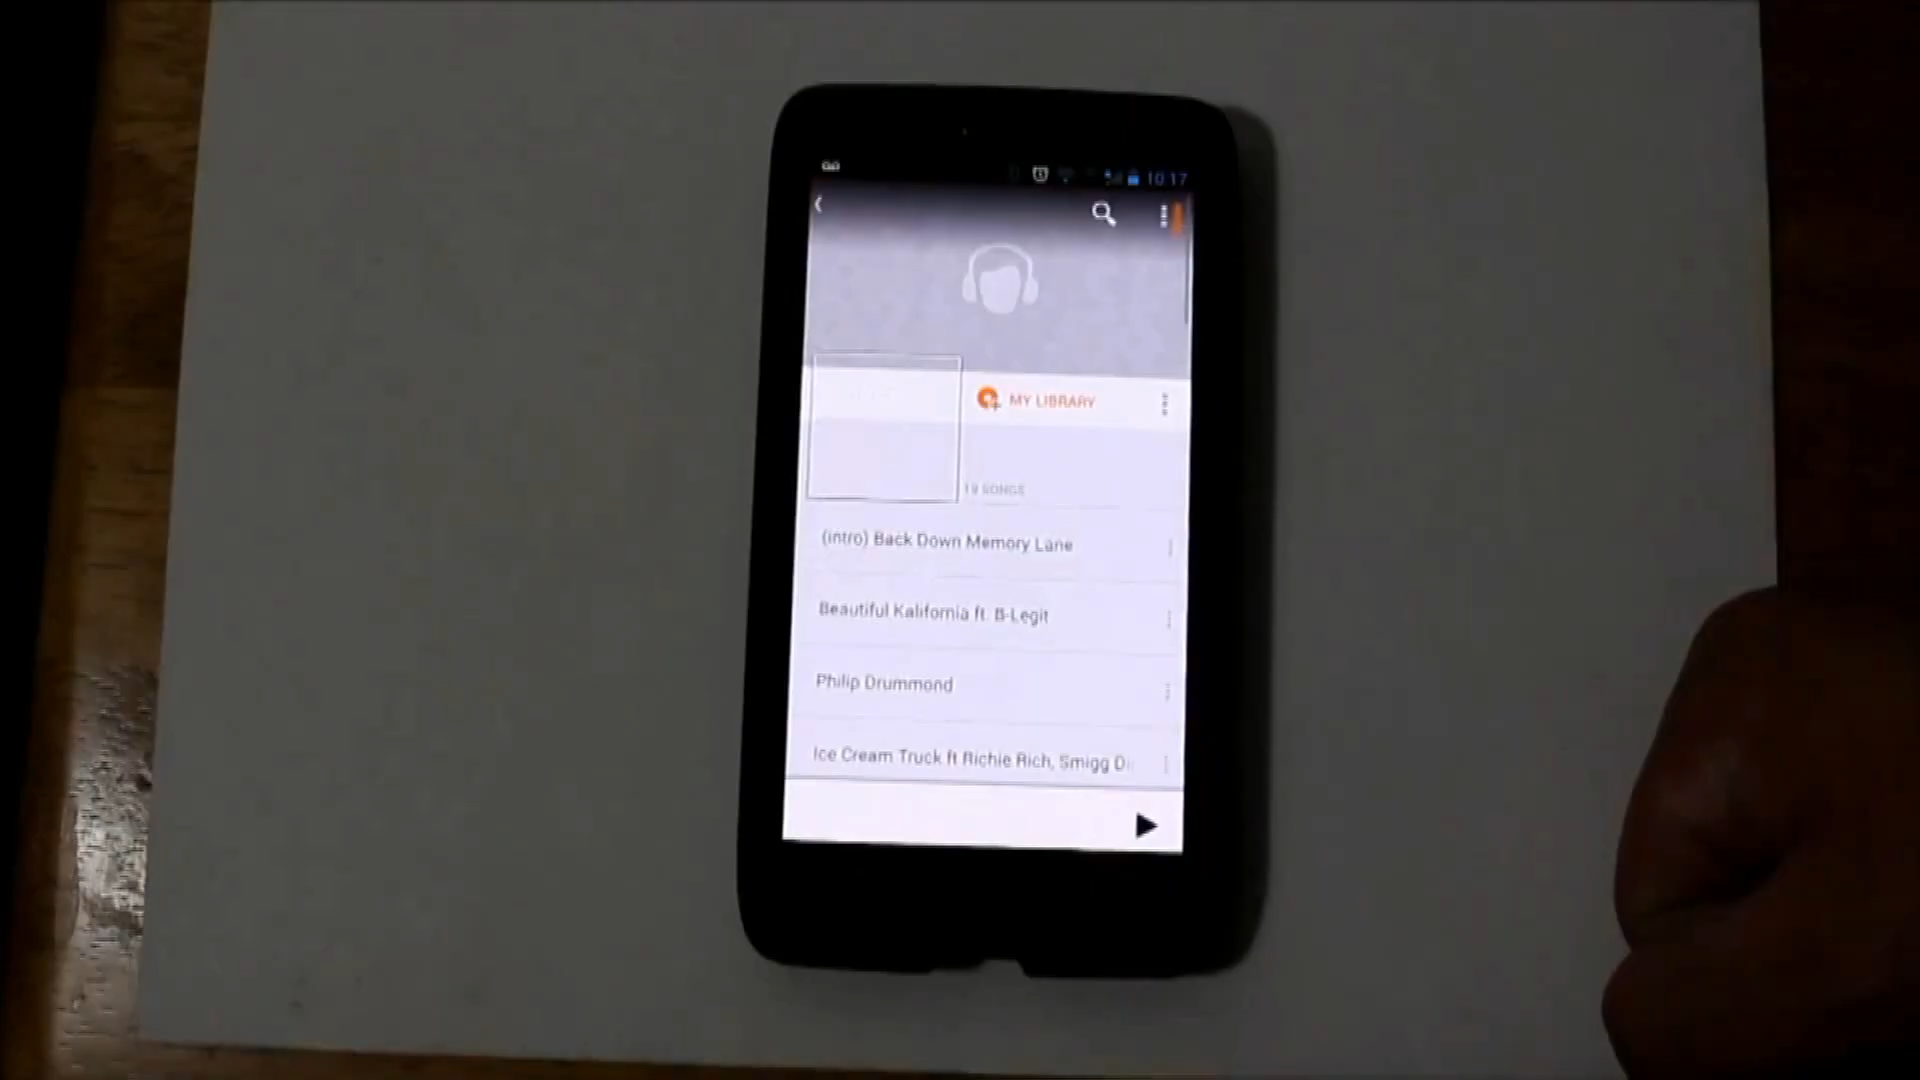 10:17
MY LIBRARY
19 SONGS
(intro) Back Down Memory Lane
Beautiful Kalifornia ft. B-Legit
Philip Drummond
Ice Cream Truck ft Richie Rich, Smigg Di